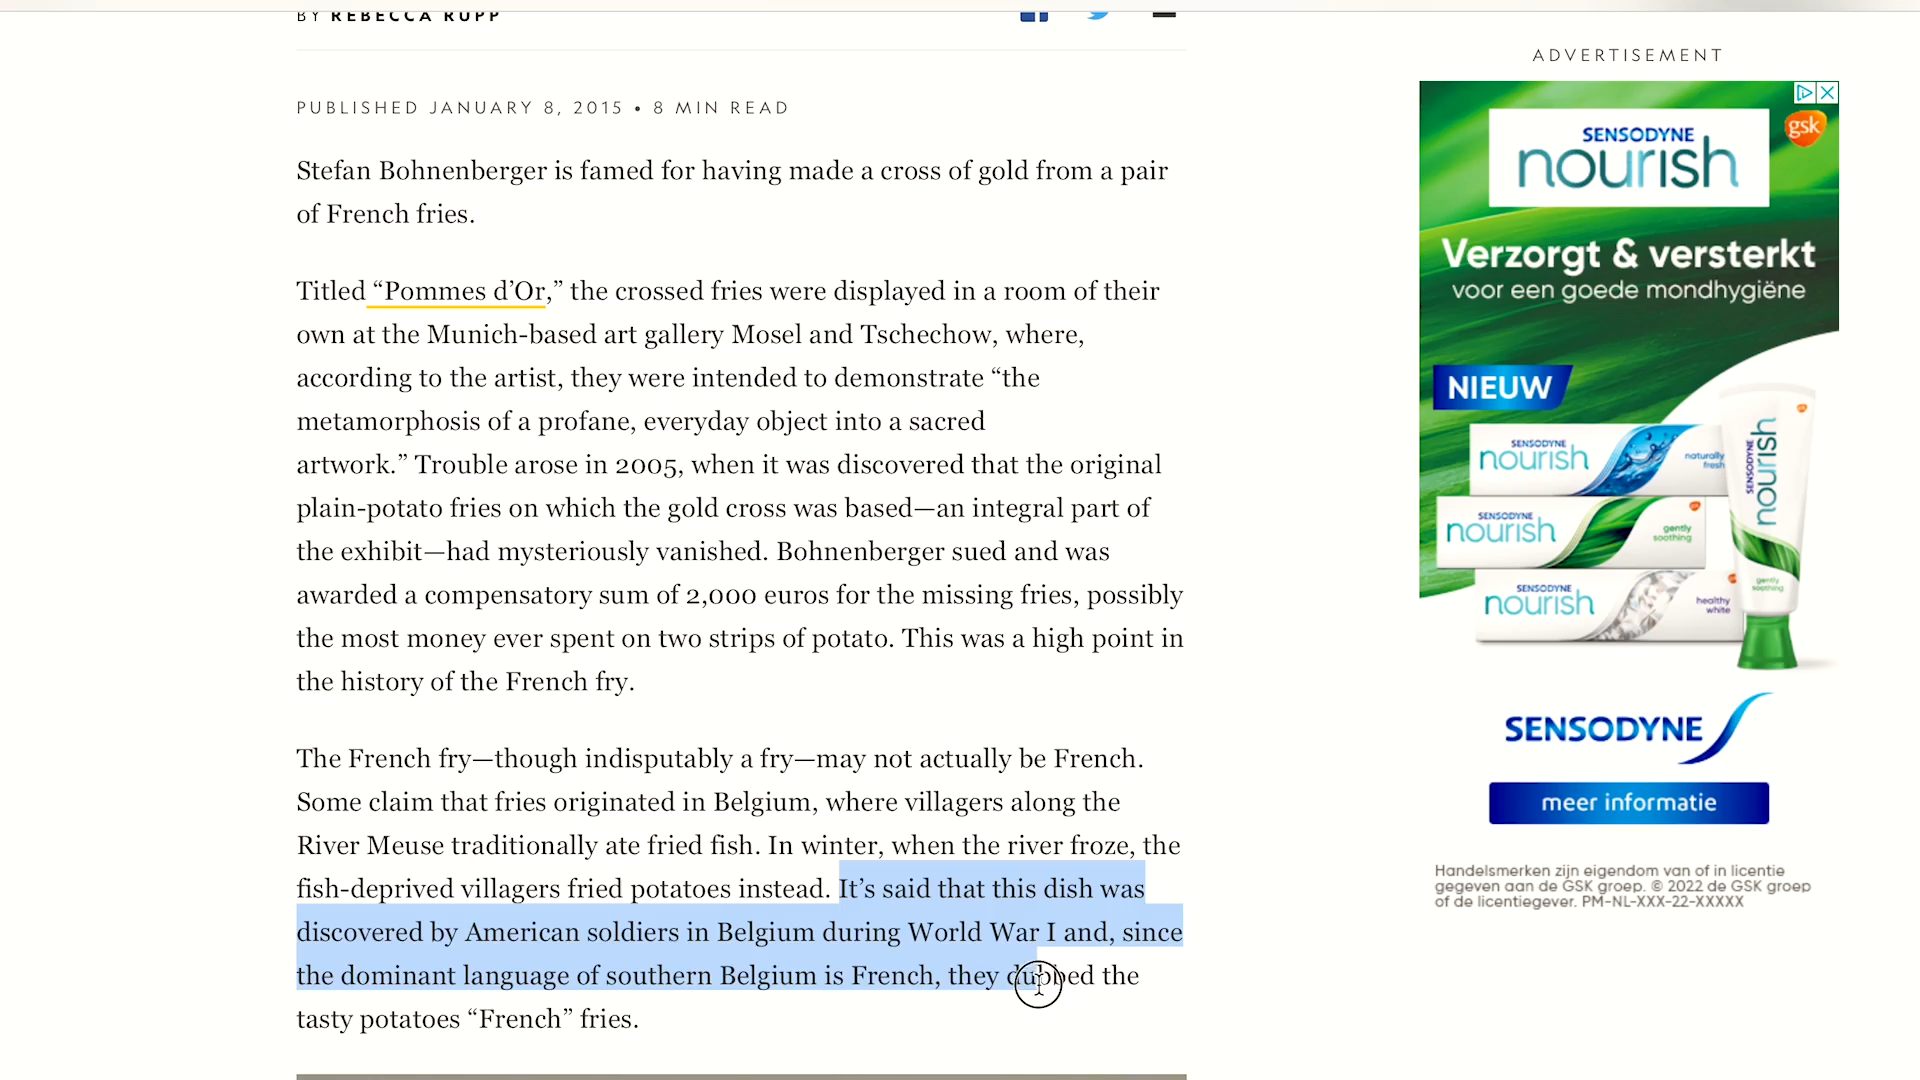 BY REBECCA RUPP
PUBLISHED JANUARY 8, 2015 • 8 MIN READ
Stefan Bohnenberger is famed for having made a cross of gold from a pair
of French fries.
Titled “Pommes d’Or,” the crossed fries were displayed in a room of their
own at the Munich-based art gallery Mosel and Tschechow, where,
according to the artist, they were intended to demonstrate “the
metamorphosis of a profane, everyday object into a sacred
artwork.” Trouble arose in 2005, when it was discovered that the original
plain-potato fries on which the gold cross was based—an integral part of
the exhibit—had mysteriously vanished. Bohnenberger sued and was
awarded a compensatory sum of 2,000 euros for the missing fries, possibly
the most money ever spent on two strips of potato. This was a high point in
the history of the French fry.
The French fry—though indisputably a fry—may not actually be French.
Some claim that fries originated in Belgium, where villagers along the
River Meuse traditionally ate fried fish. In winter, when the river froze, the
fish-deprived villagers fried potatoes instead. It’s said that this dish was
discovered by American soldiers in Belgium during World War I and, since
the dominant language of southern Belgium is French, they dubbed the
tasty potatoes “French” fries.
ADVERTISEMENT
SENSODYNE
nourish
gsk
Verzorgt & versterkt
voor een goede mondhygiëne
NIEUW
SENSODYNE
nourish
naturally
fresh
SENSODYNE
nourish
gently
soothing
SENSODYNE
nourish
healthy
white
SENSODYNE
nourish
gently
soothing
SENSODYNE
meer informatie
Handelsmerken zijn eigendom van of in licentie
gegeven aan de GSK groep. © 2022 de GSK groep
of de licentiegever. PM-NL-XXX-22-XXXXX